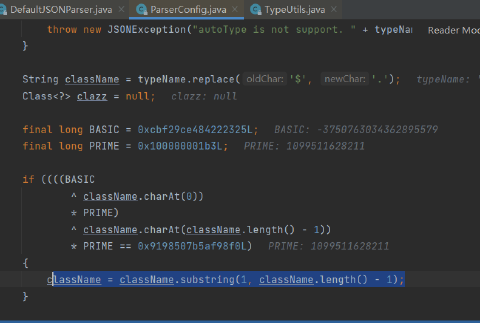 DefaultJSONParser.java × ParserConfig.java × TypeUtils.java ×
throw new JSONException("autoType is not support. " + typeNa Reader Mo
}
String className = typeName.replace( oldChar: '$', newChar: '.'); typeName: "
Class<?> clazz = null; clazz: null
final long BASIC = 0xcbf29ce484222325L; BASIC: -3750763034362895579
final long PRIME = 0x100000001b3L; PRIME: 1099511628211
if ((((BASIC
^ className.charAt(0))
* PRIME)
^ className.charAt(className.length() - 1))
* PRIME == 0x9198507b5af98f0L) PRIME: 1099511628211
{
className = className.substring(1, className.length() - 1);
}